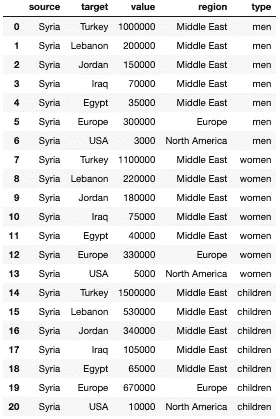 source target value region type
0 Syria Turkey 1000000 Middle East men
1 Syria Lebanon 200000 Middle East men
2 Syria Jordan 150000 Middle East men
3 Syria Iraq 70000 Middle East men
4 Syria Egypt 35000 Middle East men
5 Syria Europe 300000 Europe men
6 Syria USA 3000 North America men
7 Syria Turkey 1100000 Middle East women
8 Syria Lebanon 220000 Middle East women
9 Syria Jordan 180000 Middle East women
10 Syria Iraq 75000 Middle East women
11 Syria Egypt 40000 Middle East women
12 Syria Europe 330000 Europe women
13 Syria USA 5000 North America women
14 Syria Turkey 1500000 Middle East children
15 Syria Lebanon 530000 Middle East children
16 Syria Jordan 340000 Middle East children
17 Syria Iraq 105000 Middle East children
18 Syria Egypt 65000 Middle East children
19 Syria Europe 670000 Europe children
20 Syria USA 10000 North America children